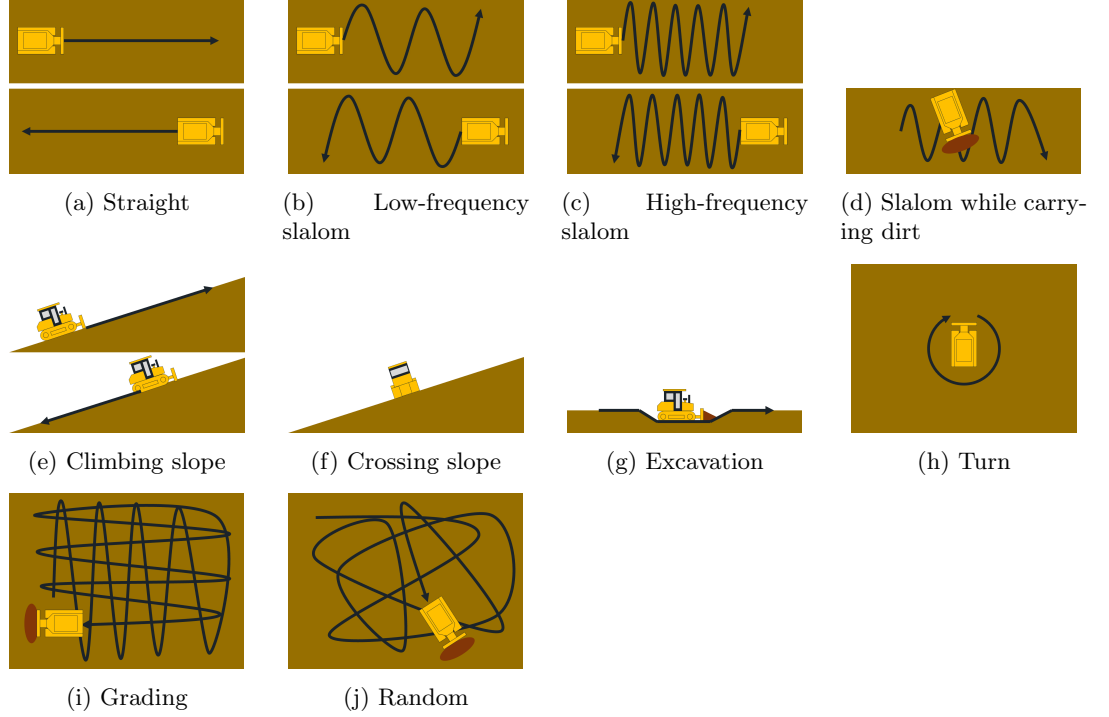 (a) Straight
(b) Low-frequency
slalom
(c) High-frequency
slalom
(d) Slalom while carry-
ing dirt
(e) Climbing slope
(f) Crossing slope
(g) Excavation
(h) Turn
(i) Grading
(j) Random